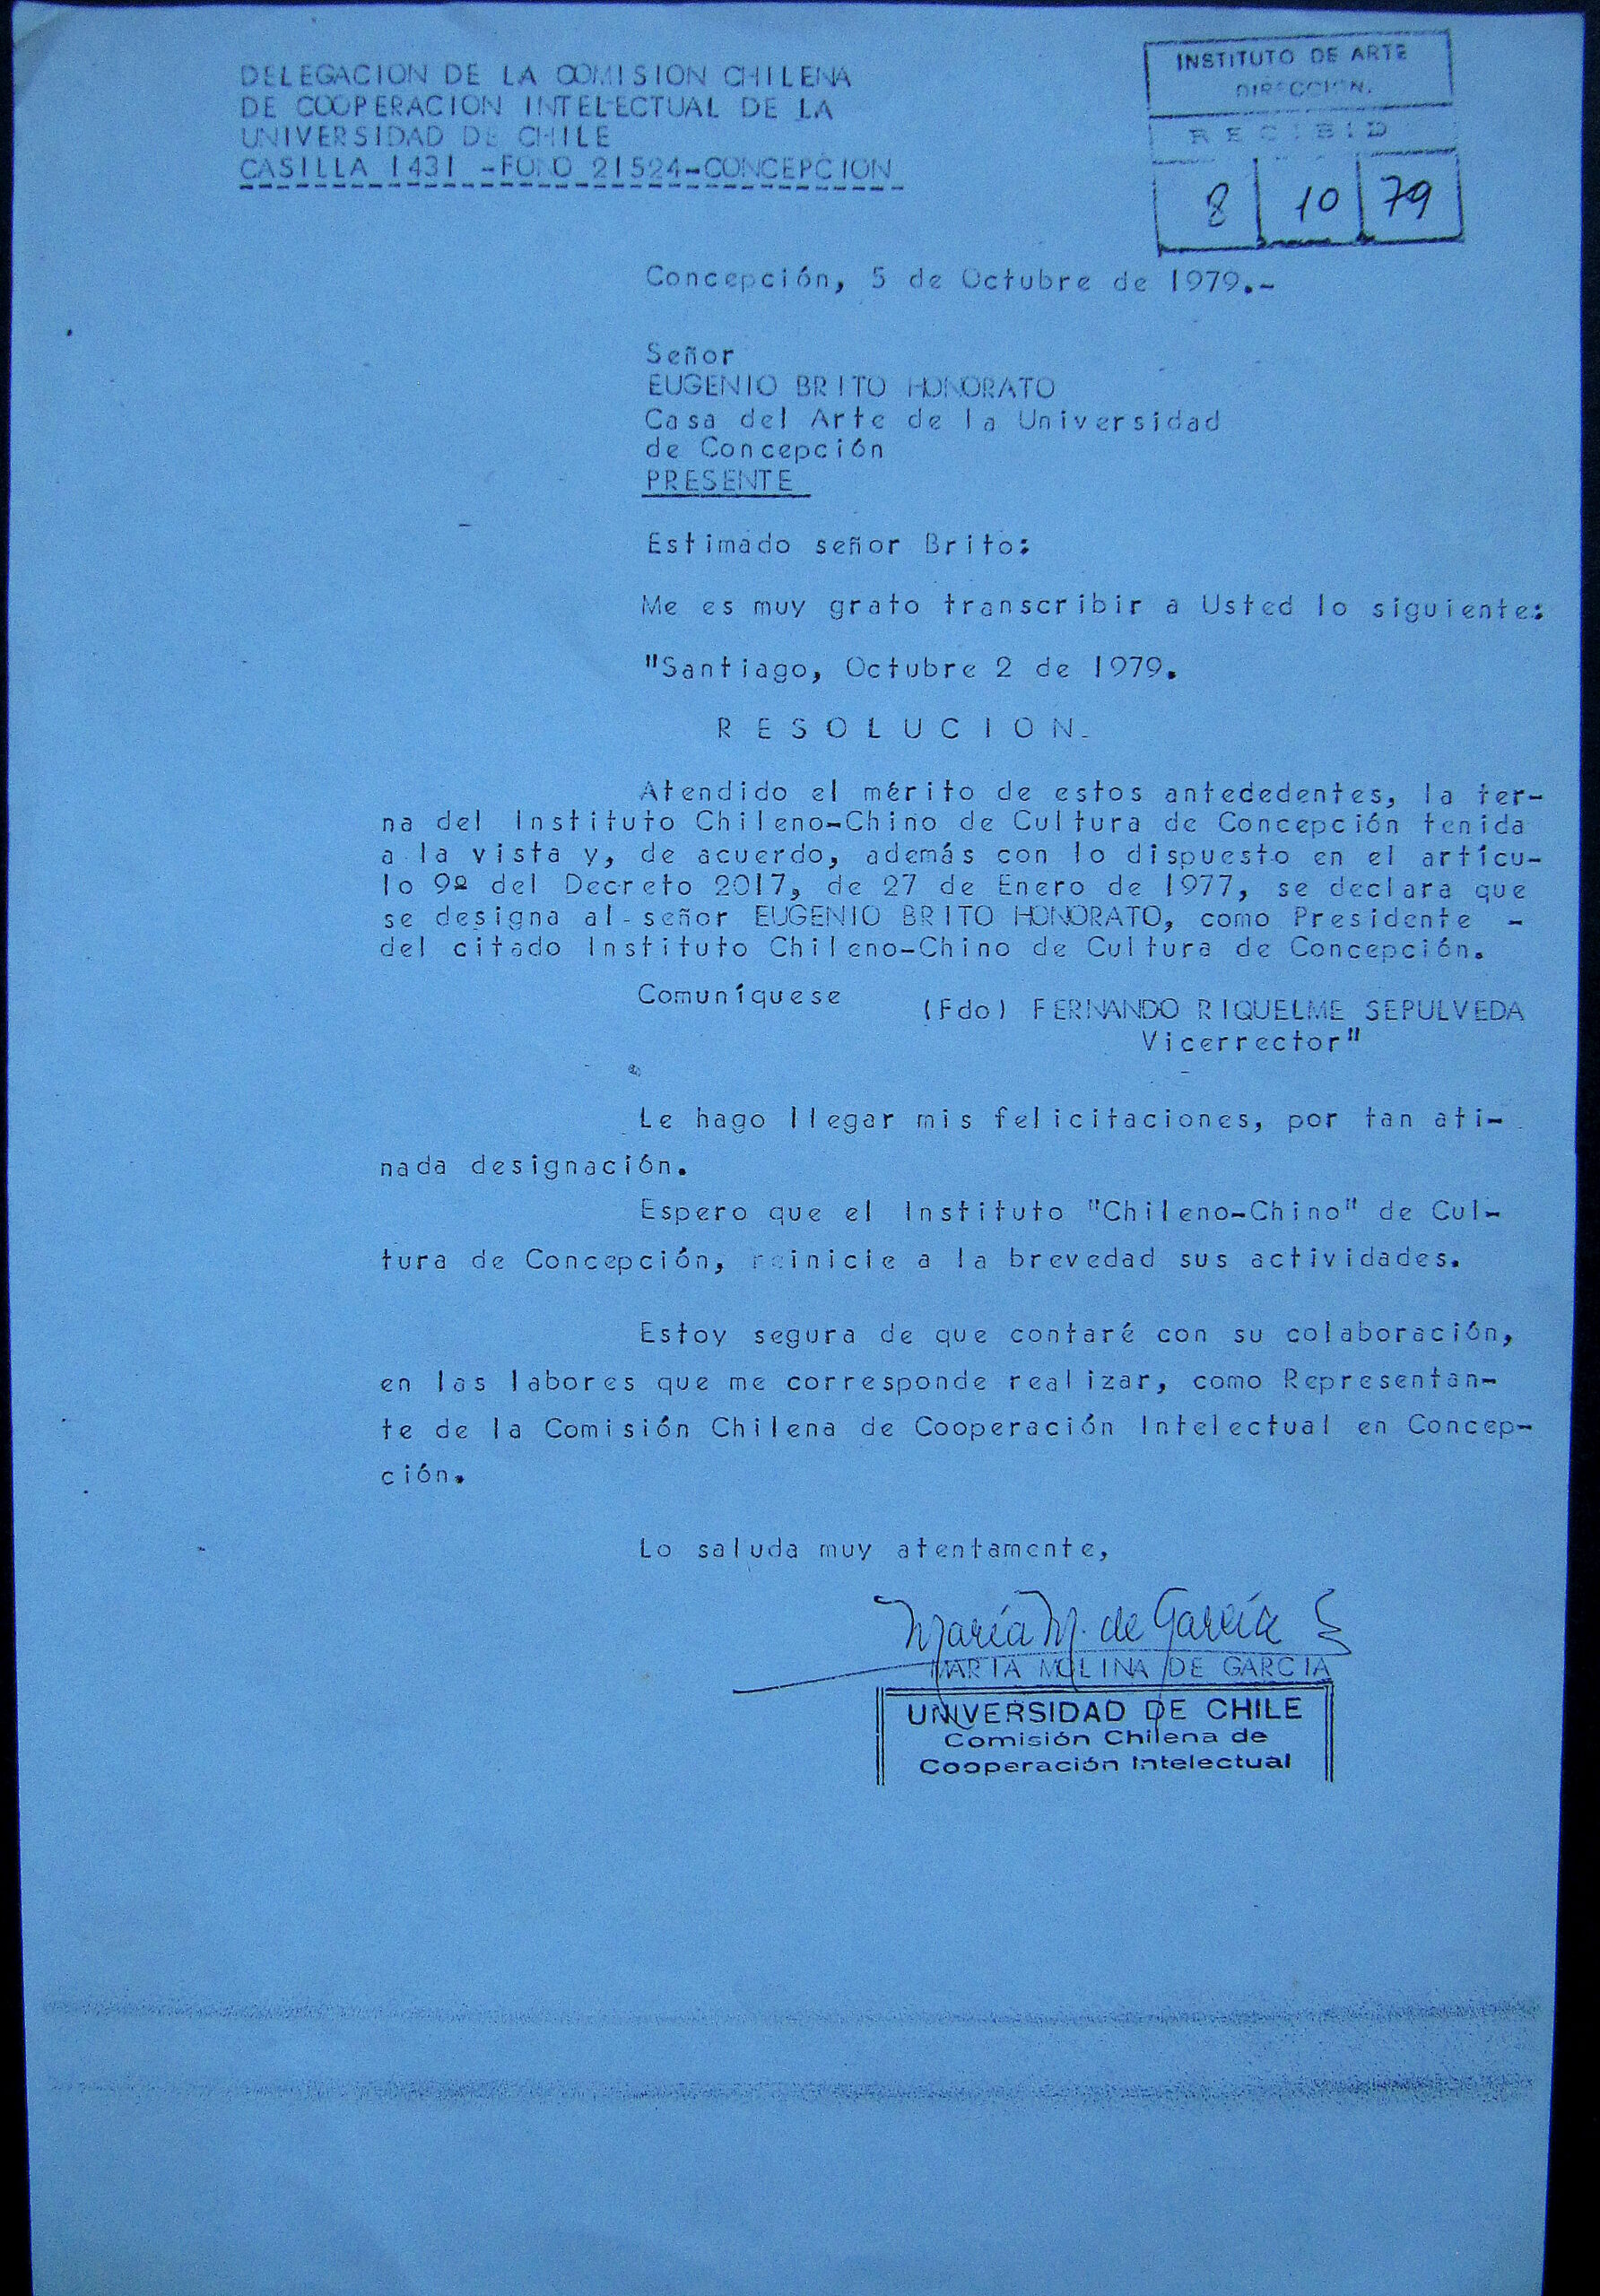 DELEGACION DE LA COMISION CHILENA
DE COOPERACION INTELECTUAL DE LA
UNIVERSIDAD DE CHILE
CASILLA 1431 -FONO 21524-CONCEPCION
INSTITUTO DE ARTE
DIRECCION.
RECIBID
8 10 79
Concepción, 5 de Octubre de 1979.-
Señor
EUGENIO BRITO HONORATO
Casa del Arte de la Universidad
de Concepción
PRESENTE
Estimado señor Brito:
Me es muy grato transcribir a Usted lo siguiente:
"Santiago, Octubre 2 de 1979.
R E S O L U C I O N.
Atendido el mérito de estos antededentes, la ter-
na del Instituto Chileno-Chino de Cultura de Concepción tenida
a la vista y, de acuerdo, además con lo dispuesto en el artícu-
lo 9º del Decreto 2017, de 27 de Enero de 1977, se declara que
se designa al señor EUGENIO BRITO HONORATO, como Presidente -
del citado Instituto Chileno-Chino de Cultura de Concepción.
Comuníquese
(Fdo) FERNANDO RIQUELME SEPULVEDA
Vicerrector"
Le hago llegar mis felicitaciones, por tan ati-
nada designación.
Espero que el Instituto "Chileno-Chino" de Cul-
tura de Concepción, reinicie a la brevedad sus actividades.
Estoy segura de que contaré con su colaboración,
en las labores que me corresponde realizar, como Representan-
te de la Comisión Chilena de Cooperación Intelectual en Concep-
ción.
Lo saluda muy atentamente,
María M. de García
MARIA MOLINA DE GARCIA
UNIVERSIDAD DE CHILE
Comisión Chilena de
Cooperación Intelectual